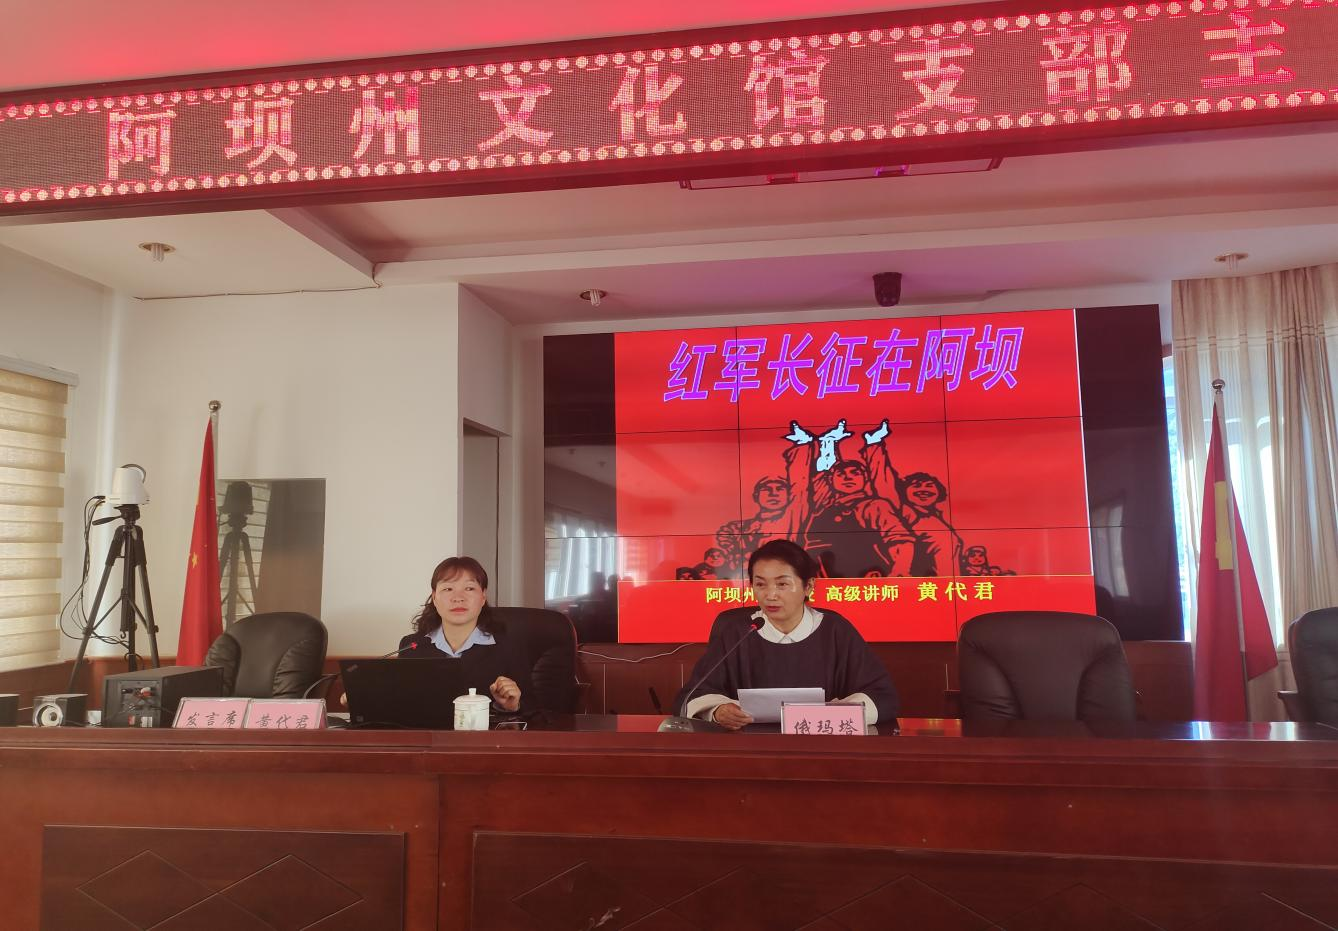 阿坝州文化馆支部主
红军长征在阿坝
阿坝州 高级讲师 黄代君
发言席
黄代君
俄玛塔